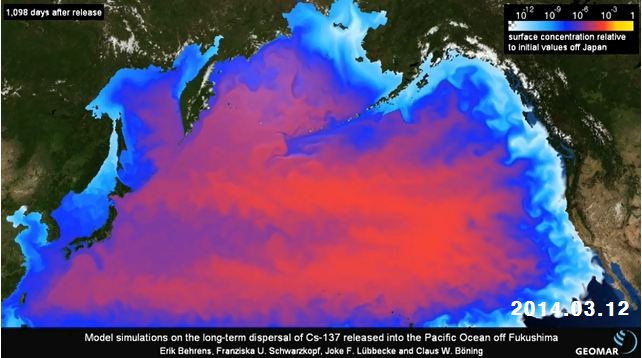 1,098 days after release
10^-12 10^-9 10^-6 10^-3 1
surface concentration relative
to initial values off Japan
2014.03.12
Model simulations on the long-term dispersal of Cs-137 released into the Pacific Ocean off Fukushima
Erik Behrens, Franziska U. Schwarzkopf, Joke F. Lübbecke and Claus W. Böning
GEOMAR